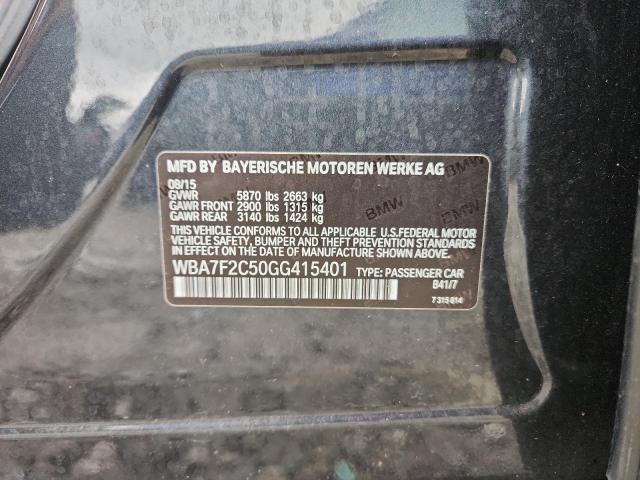 MFD BY BAYERISCHE MOTOREN WERKE AG
08/15
GVWR 5870 lbs 2663 kg
GAWR FRONT 2900 lbs 1315 kg
GAWR REAR 3140 lbs 1424 kg
THIS VEHICLE CONFORMS TO ALL APPLICABLE U.S.FEDERAL MOTOR
VEHICLE SAFETY, BUMPER AND THEFT PREVENTION STANDARDS
IN EFFECT ON THE DATE OF MANUFACTURE SHOWN ABOVE.
WBA7F2C50GG415401 TYPE: PASSENGER CAR
B41/7
7 315 614
BMW
BMW